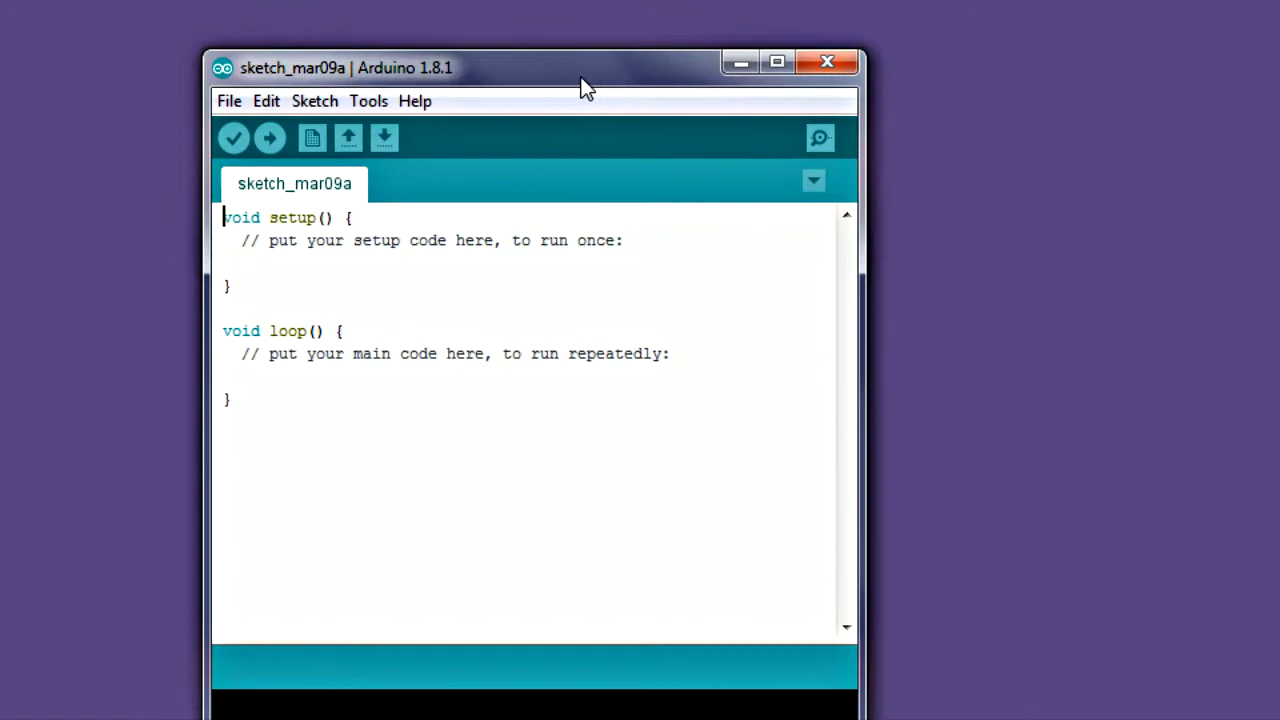 sketch_mar09a | Arduino 1.8.1
File Edit Sketch Tools Help
sketch_mar09a
void setup() {
  // put your setup code here, to run once:
}
void loop() {
  // put your main code here, to run repeatedly:
}